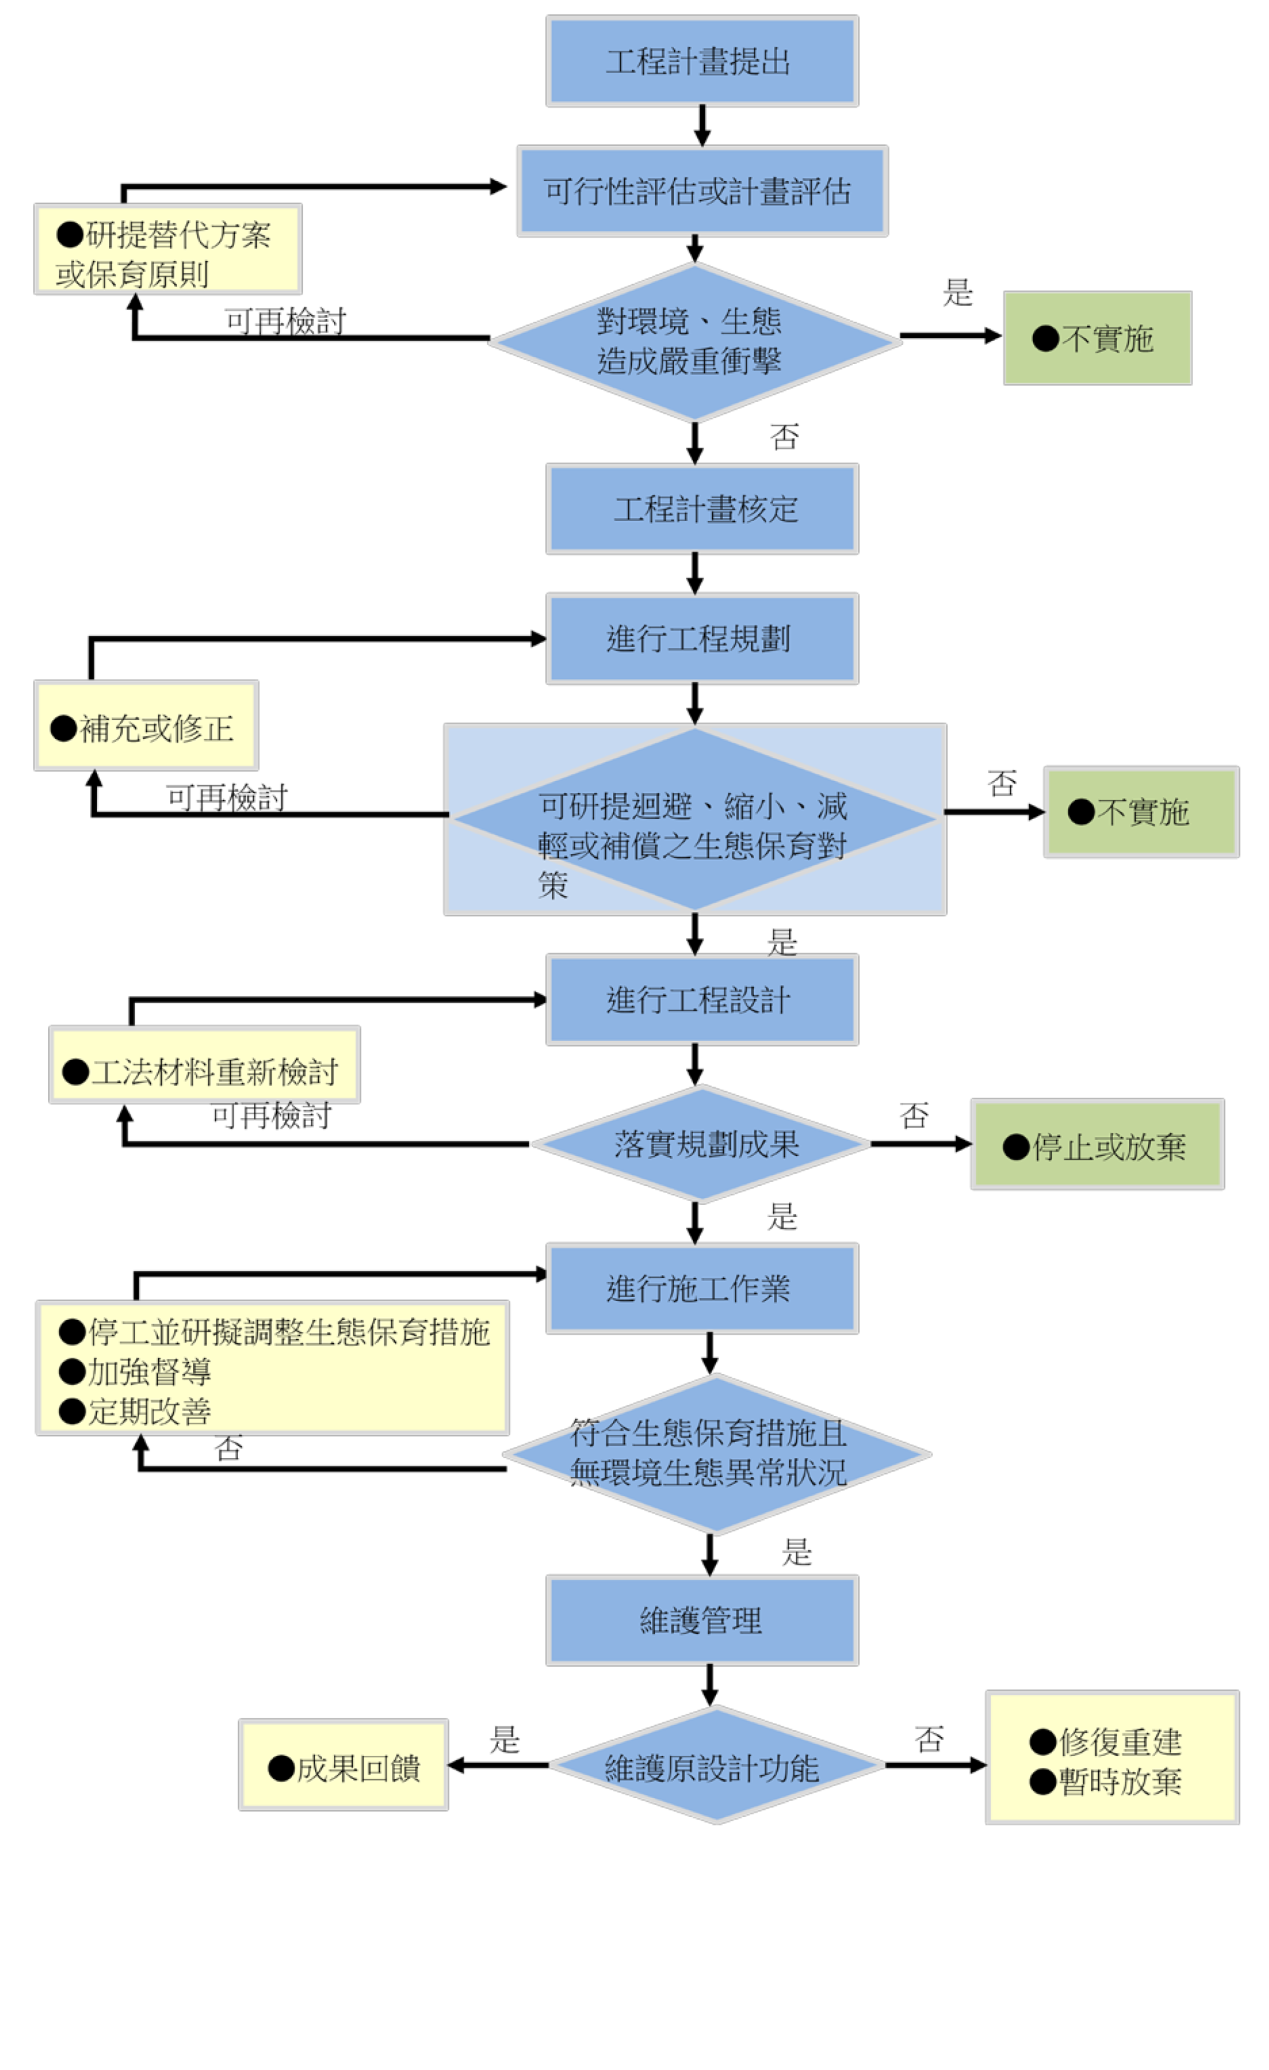 工程計畫提出
可行性評估或計畫評估
●研提替代方案
或保育原則
可再檢討
對環境、生態
造成嚴重衝擊
是
●不實施
否
工程計畫核定
進行工程規劃
●補充或修正
可再檢討
可研提迴避、縮小、減
輕或補償之生態保育對
策
否
●不實施
是
進行工程設計
●工法材料重新檢討
可再檢討
落實規劃成果
否
●停止或放棄
是
進行施工作業
●停工並研擬調整生態保育措施
●加強督導
●定期改善
否
符合生態保育措施且
無環境生態異常狀況
是
維護管理
●成果回饋
是
維護原設計功能
否
●修復重建
●暫時放棄